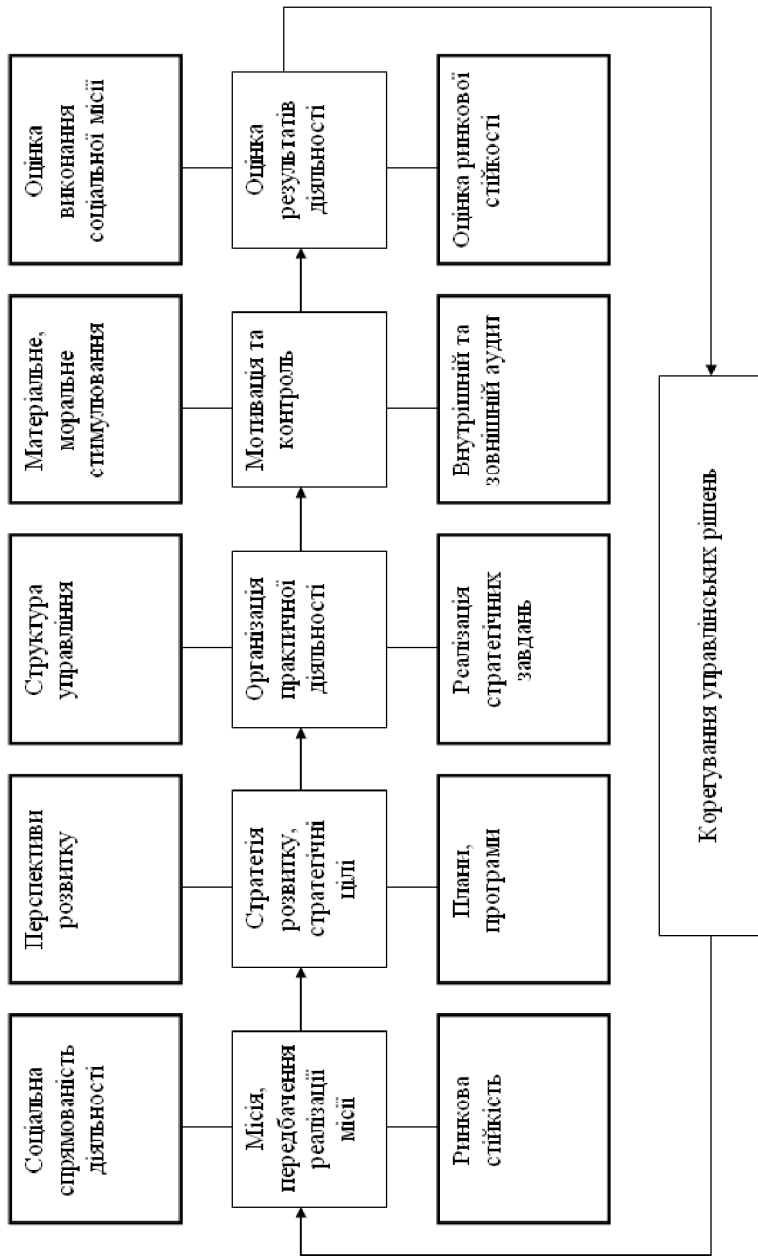 Соціальна
спрямованість
діяльності
Перспективи
розвитку
Структура
управління
Матеріальне,
моральне
стимулювання
Оцінка
виконання
соціальної місії
Місія,
передбачення
реалізації
місії
Стратегія
розвитку,
стратегічні
цілі
Організація
практичної
діяльності
Мотивація та
контроль
Оцінка
результатів
діяльності
Ринкова
стійкість
Плани,
програми
Реалізація
стратегічних
завдань
Внутрішній та
зовнішній аудит
Оцінка ринкової
стійкості
Корегування управлінських рішень